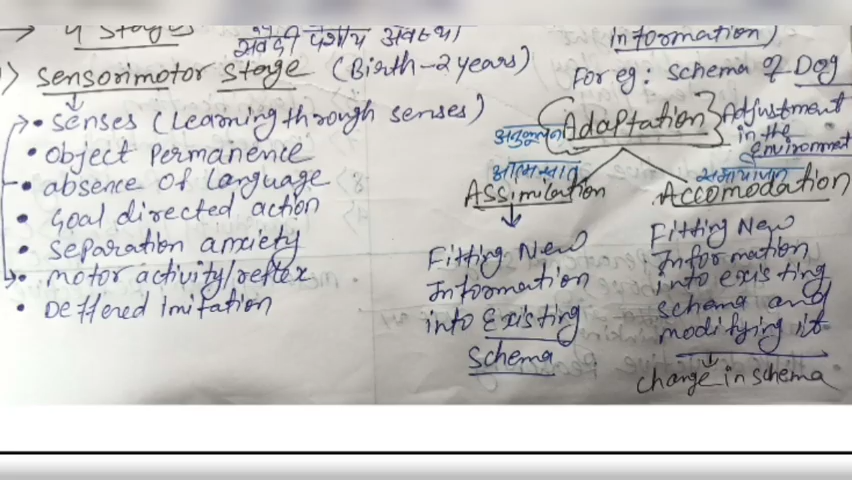 → 4 Stages
संवेदी पेशीय अवस्था
1) Sensorimotor Stage (Birth-2years)
• Senses (Learning through senses)
• Object Permanence
• absence of Language
• Goal directed action
• Separation anxiety
• Motor activity/reflex
• Deffered imitation
information)
For eg: Schema of Dog
अनुकूलन {Adaptation} Adjustment
in the
Environment
आत्मसात समायोजन
Assimilation Accomodation
Fitting New
Information
into Existing
Schema
Fitting New
Information
into existing
schema and
modifying it
change in schema